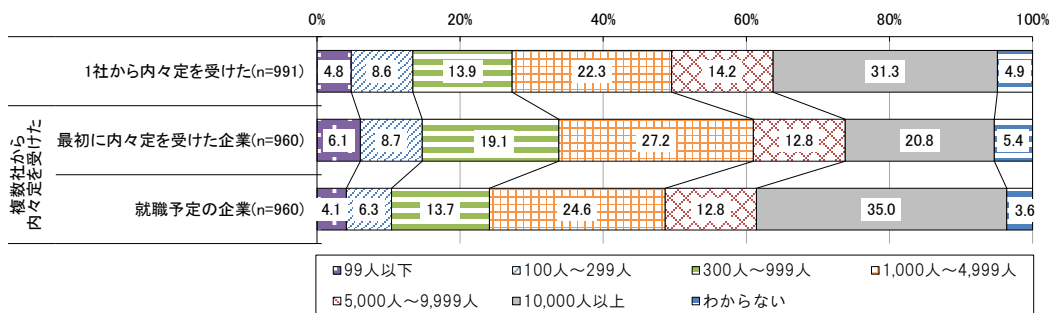 0% 20% 40% 60% 80% 100%
1社から内々定を受けた(n=991) 4.8 8.6 13.9 22.3 14.2 31.3 4.9
複数社から
内々定を受けた
最初に内々定を受けた企業(n=960) 6.1 8.7 19.1 27.2 12.8 20.8 5.4
就職予定の企業(n=960) 4.1 6.3 13.7 24.6 12.8 35.0 3.6
99人以下 100人～299人 300人～999人 1,000人～4,999人
5,000人～9,999人 10,000人以上 わからない